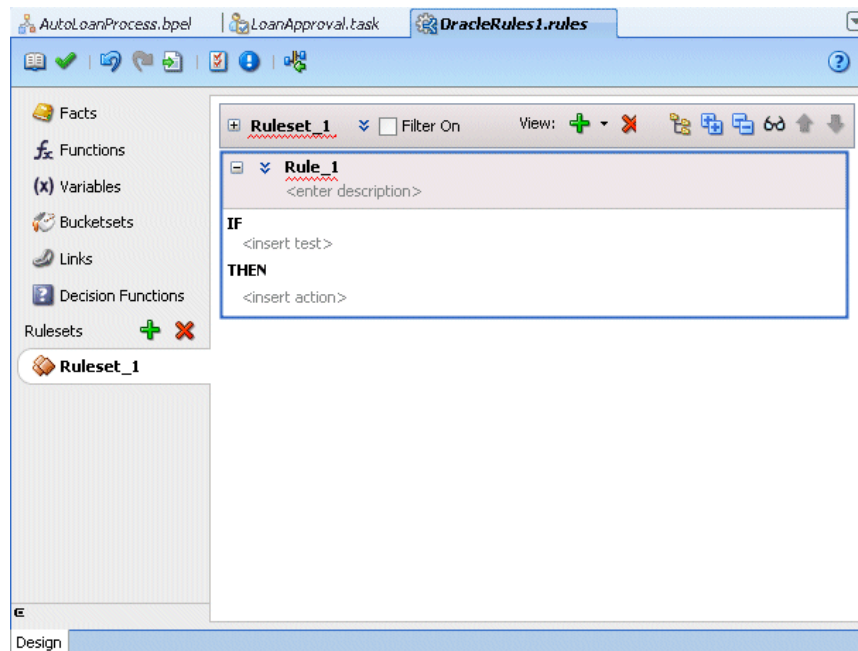 AutoLoanProcess.bpel LoanApproval.task OracleRules1.rules
Facts
Functions
Variables
Bucketsets
Links
Decision Functions
Rulesets
Ruleset_1
Ruleset_1 Filter On View:
Rule_1
<enter description>
IF
<insert test>
THEN
<insert action>
Design